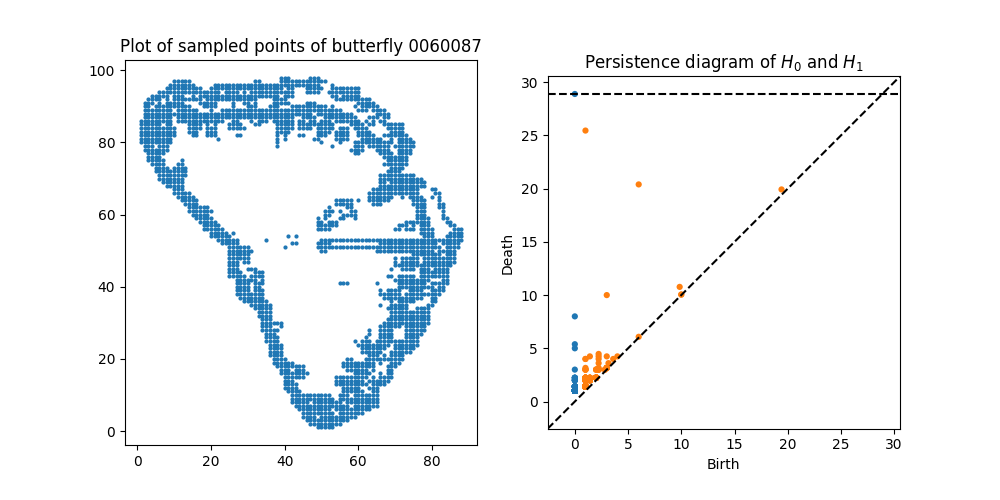 Plot of sampled points of butterfly 0060087
100
80
60
40
20
0
0 20 40 60 80
Persistence diagram of H₀ and H₁
30
25
20
15
10
5
0
Death
0 5 10 15 20 25 30
Birth